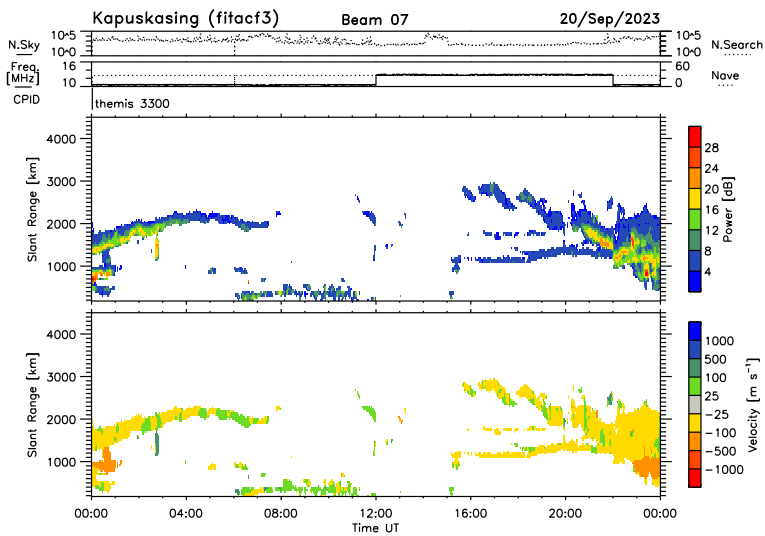 Kapuskasing (fitacf3) Beam 07 20/Sep/2023
N.Sky 10^5 10^0 10^5 10^0 N.Search
Freq. [MHz] 16 10 60 0 Nave
CPID themis 3300
Slant Range [km] 4000 3000 2000 1000
28 24 20 16 12 8 4 Power [dB]
Slant Range [km] 4000 3000 2000 1000
1000 500 100 25 -25 -100 -500 -1000 Velocity [m s⁻¹]
00:00 04:00 08:00 12:00 16:00 20:00 00:00
Time UT